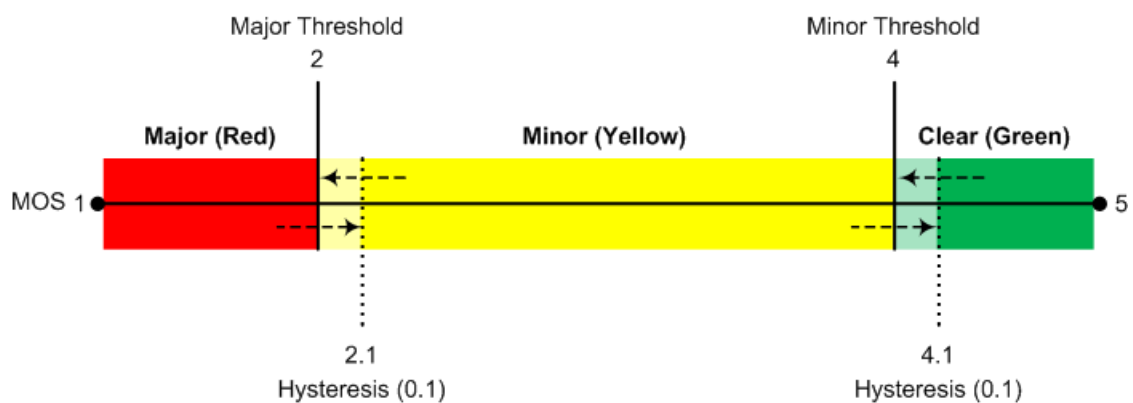 Major Threshold
2
Minor Threshold
4
Major (Red)
Minor (Yellow)
Clear (Green)
MOS 1
5
2.1
Hysteresis (0.1)
4.1
Hysteresis (0.1)